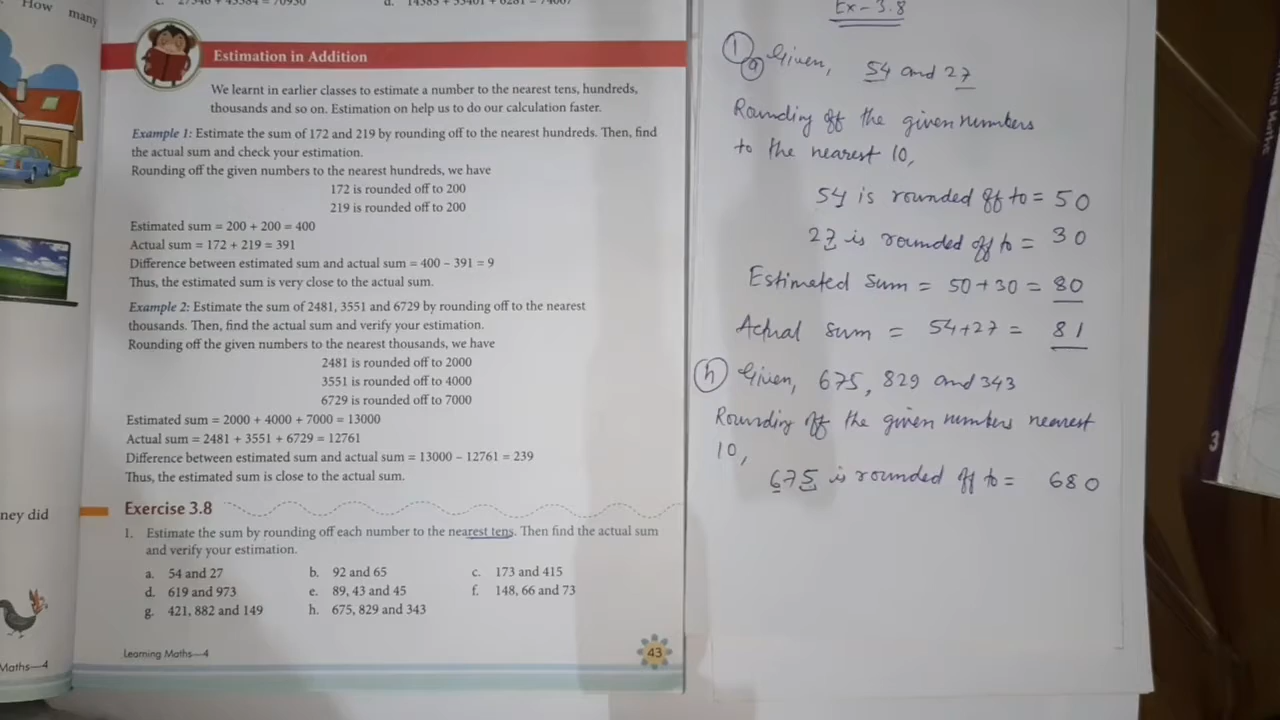 How many
ney did
Maths—4
Estimation in Addition
We learnt in earlier classes to estimate a number to the nearest tens, hundreds,
thousands and so on. Estimation on help us to do our calculation faster.
Example 1: Estimate the sum of 172 and 219 by rounding off to the nearest hundreds. Then, find
the actual sum and check your estimation.
Rounding off the given numbers to the nearest hundreds, we have
172 is rounded off to 200
219 is rounded off to 200
Estimated sum = 200 + 200 = 400
Actual sum = 172 + 219 = 391
Difference between estimated sum and actual sum = 400 – 391 = 9
Thus, the estimated sum is very close to the actual sum.
Example 2: Estimate the sum of 2481, 3551 and 6729 by rounding off to the nearest
thousands. Then, find the actual sum and verify your estimation.
Rounding off the given numbers to the nearest thousands, we have
2481 is rounded off to 2000
3551 is rounded off to 4000
6729 is rounded off to 7000
Estimated sum = 2000 + 4000 + 7000 = 13000
Actual sum = 2481 + 3551 + 6729 = 12761
Difference between estimated sum and actual sum = 13000 – 12761 = 239
Thus, the estimated sum is close to the actual sum.
Exercise 3.8
1. Estimate the sum by rounding off each number to the nearest tens. Then find the actual sum
and verify your estimation.
a. 54 and 27 b. 92 and 65 c. 173 and 415
d. 619 and 973 e. 89, 43 and 45 f. 148, 66 and 73
g. 421, 882 and 149 h. 675, 829 and 343
Learning Maths—4 43
Ex-3.8
1 a Given, 54 and 27
Rounding off the given numbers
to the nearest 10,
54 is rounded off to = 50
27 is rounded off to = 30
Estimated sum = 50+30 = 80
Actual sum = 54+27 = 81
h Given, 675, 829 and 343
Rounding off the given numbers nearest
10,
675 is rounded off to = 680
3